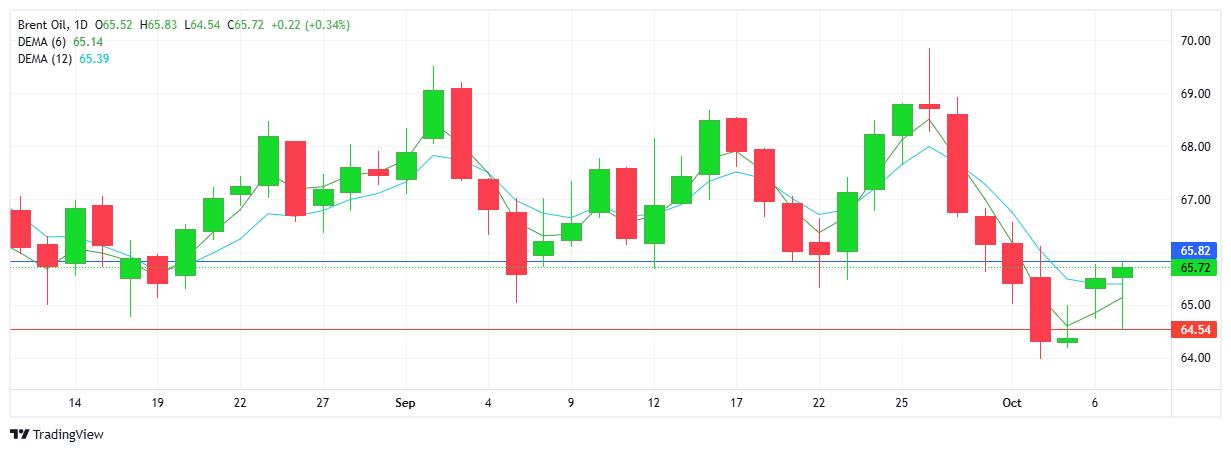 Brent Oil, 1D O65.52 H65.83 L64.54 C65.72 +0.22 (+0.34%)
DEMA (6) 65.14
DEMA (12) 65.39
70.00
69.00
68.00
67.00
65.82
65.72
65.00
64.54
64.00
14 19 22 27 Sep 4 9 12 17 22 25 Oct 6
TradingView